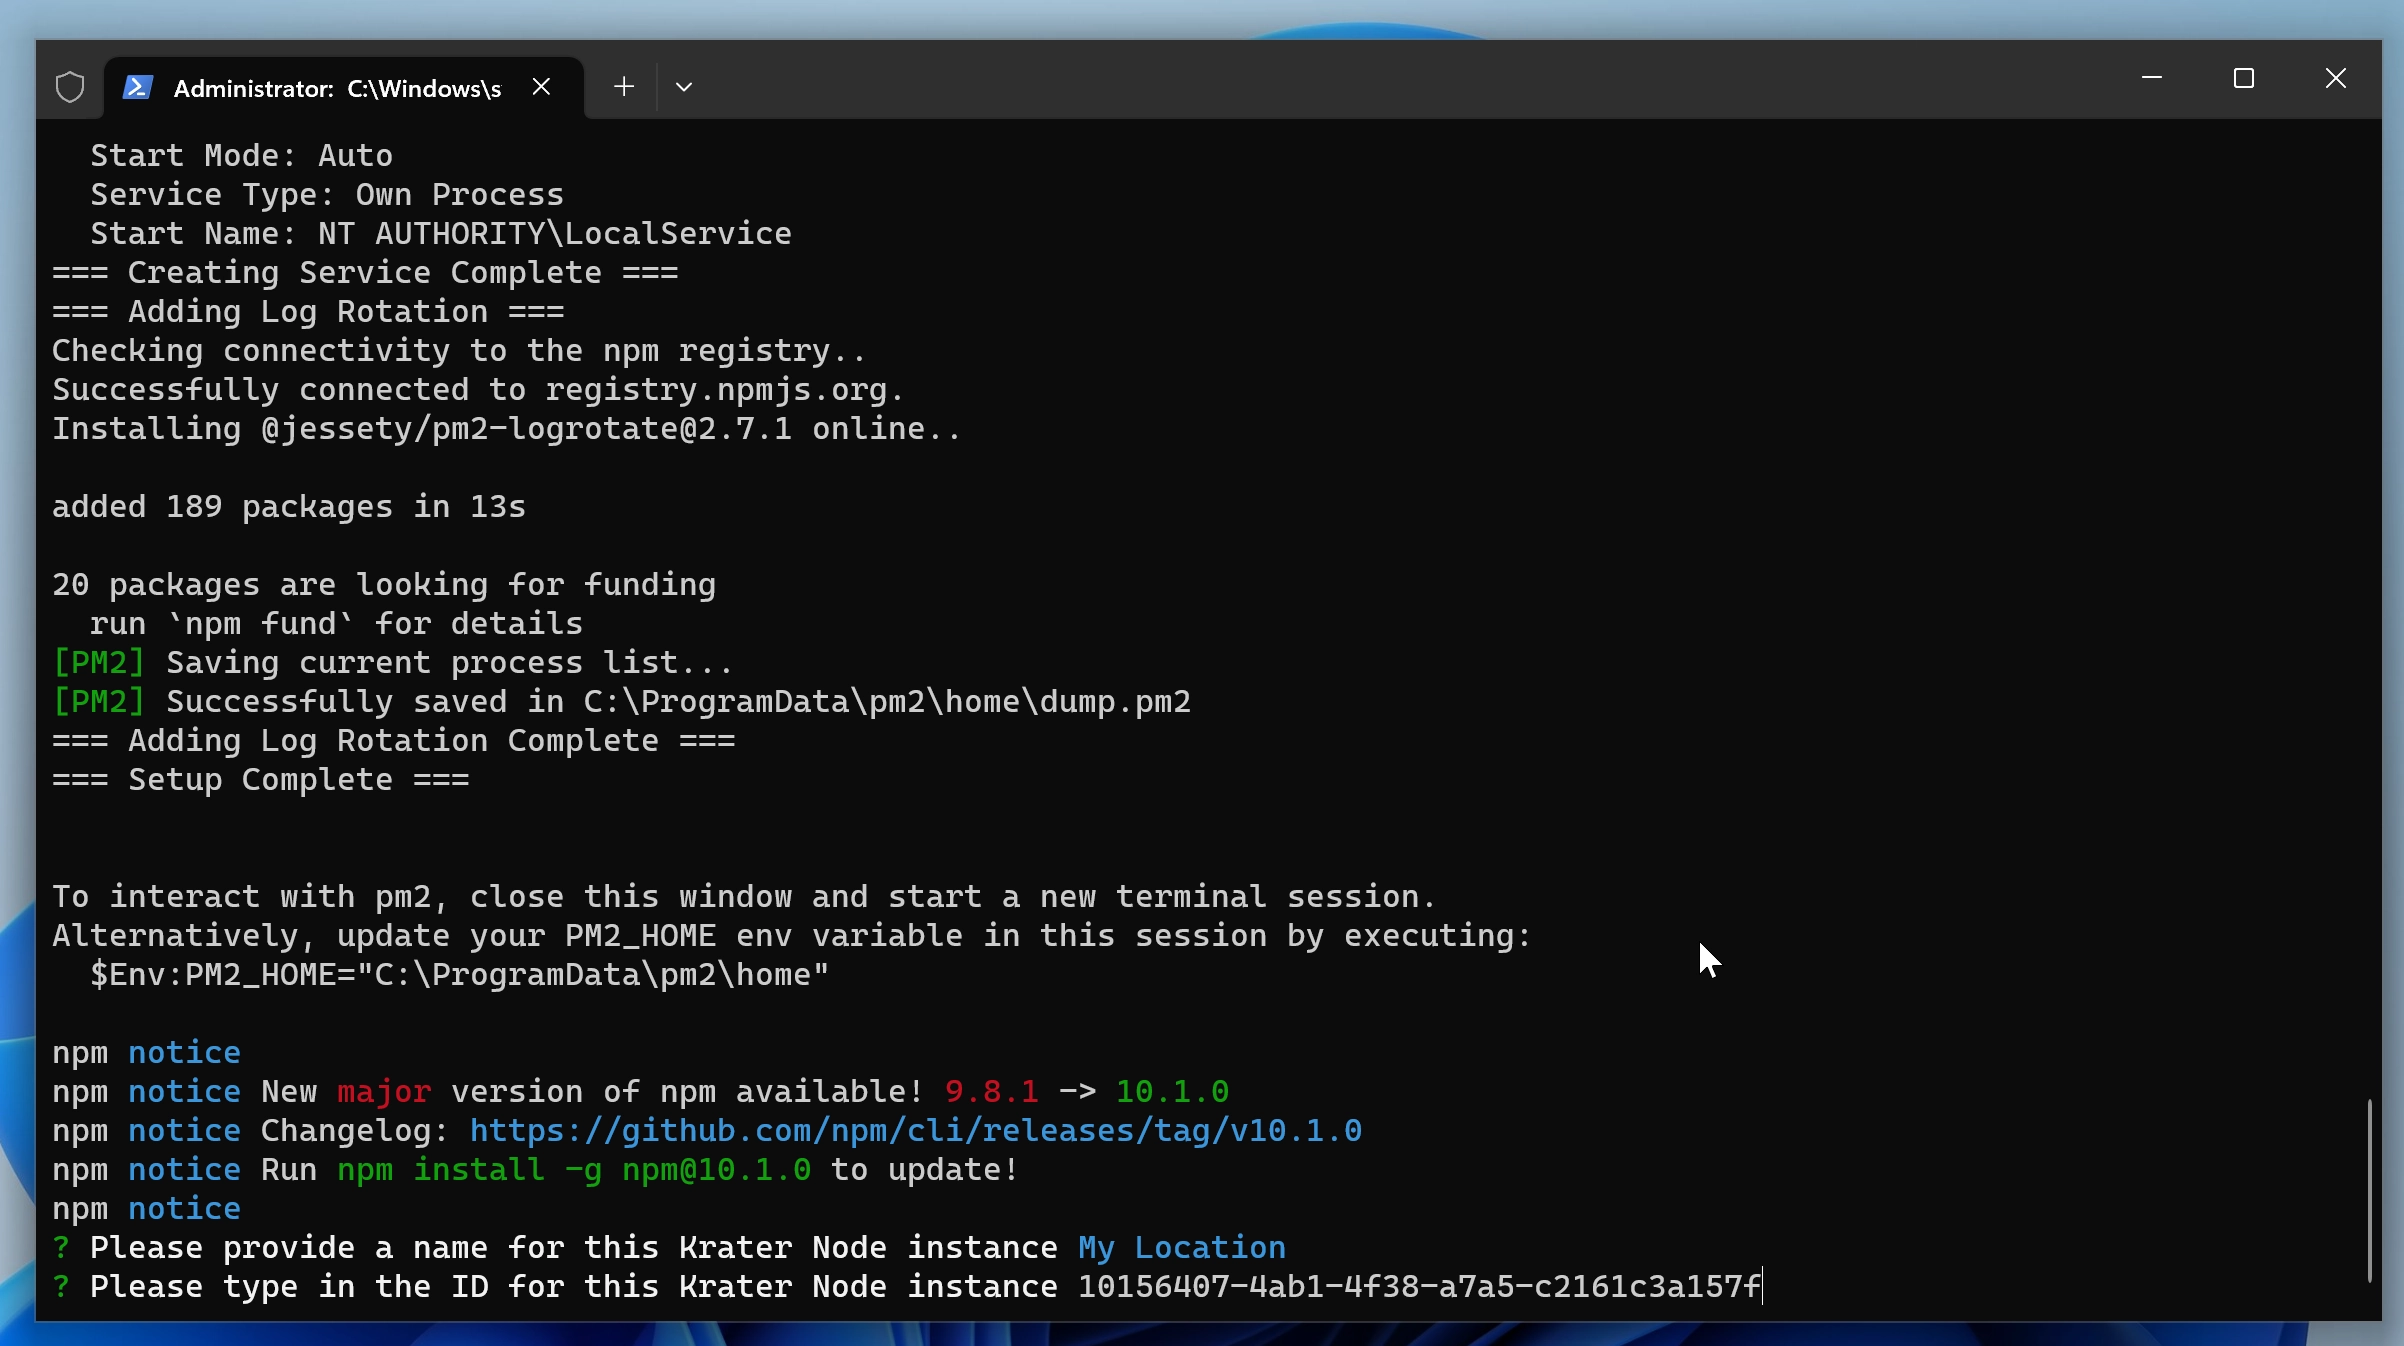 Administrator: C:\Windows\s
Start Mode: Auto
Service Type: Own Process
Start Name: NT AUTHORITY\LocalService
=== Creating Service Complete ===
=== Adding Log Rotation ===
Checking connectivity to the npm registry..
Successfully connected to registry.npmjs.org.
Installing @jessety/pm2-logrotate@2.7.1 online..
added 189 packages in 13s
20 packages are looking for funding
run `npm fund` for details
[PM2] Saving current process list...
[PM2] Successfully saved in C:\ProgramData\pm2\home\dump.pm2
=== Adding Log Rotation Complete ===
=== Setup Complete ===
To interact with pm2, close this window and start a new terminal session.
Alternatively, update your PM2_HOME env variable in this session by executing:
$Env:PM2_HOME="C:\ProgramData\pm2\home"
npm notice
npm notice New major version of npm available! 9.8.1 -> 10.1.0
npm notice Changelog: https://github.com/npm/cli/releases/tag/v10.1.0
npm notice Run npm install -g npm@10.1.0 to update!
npm notice
? Please provide a name for this Krater Node instance My Location
? Please type in the ID for this Krater Node instance 10156407-4ab1-4f38-a7a5-c2161c3a157f